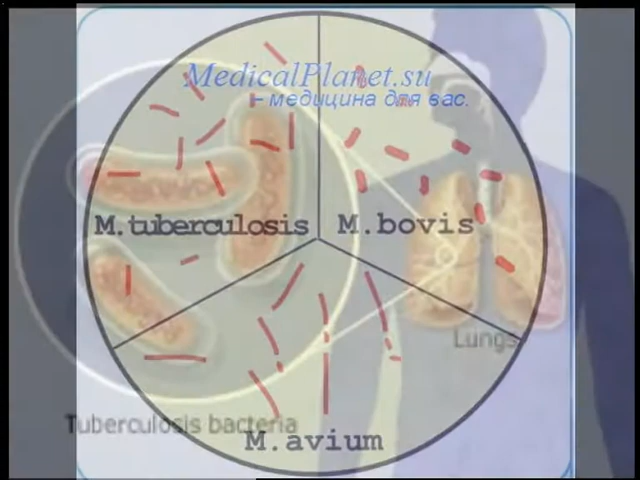 MedicalPlanet.su
– медицина для вас.
M.tuberculosis
M.bovis
Lungs
Tuberculosis bacteria
M.avium